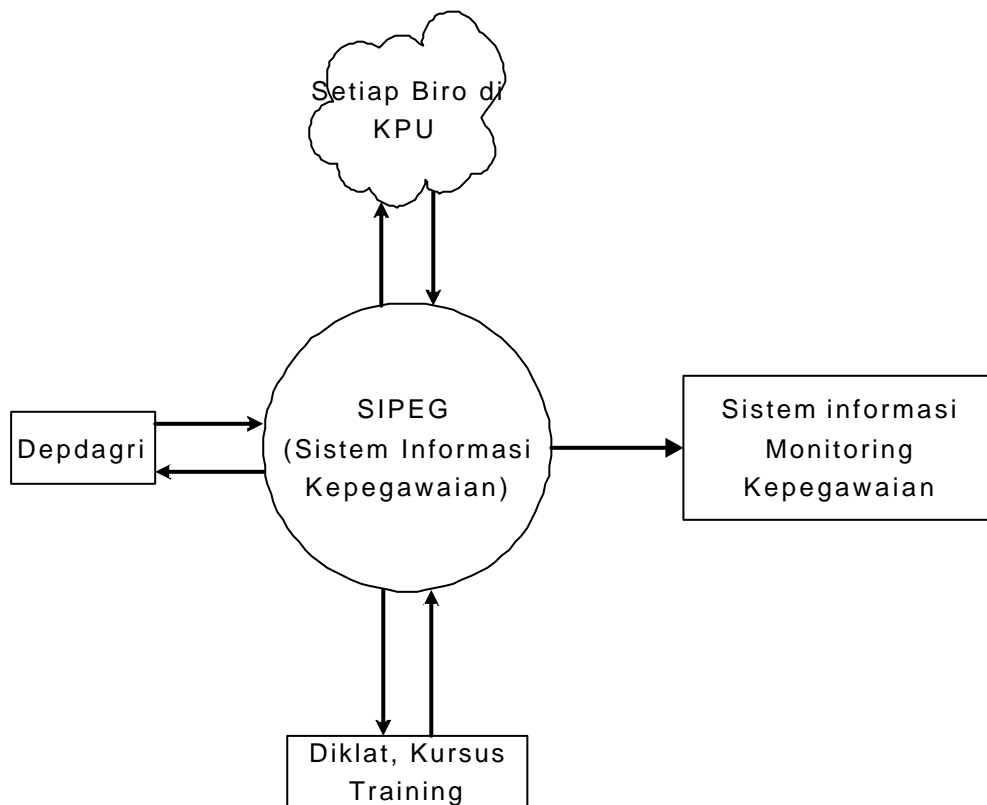 Setiap Biro di
KPU
SIPEG
(Sistem Informasi
Kepegawaian)
Depdagri
Sistem informasi
Monitoring
Kepegawaian
Diklat, Kursus
Training